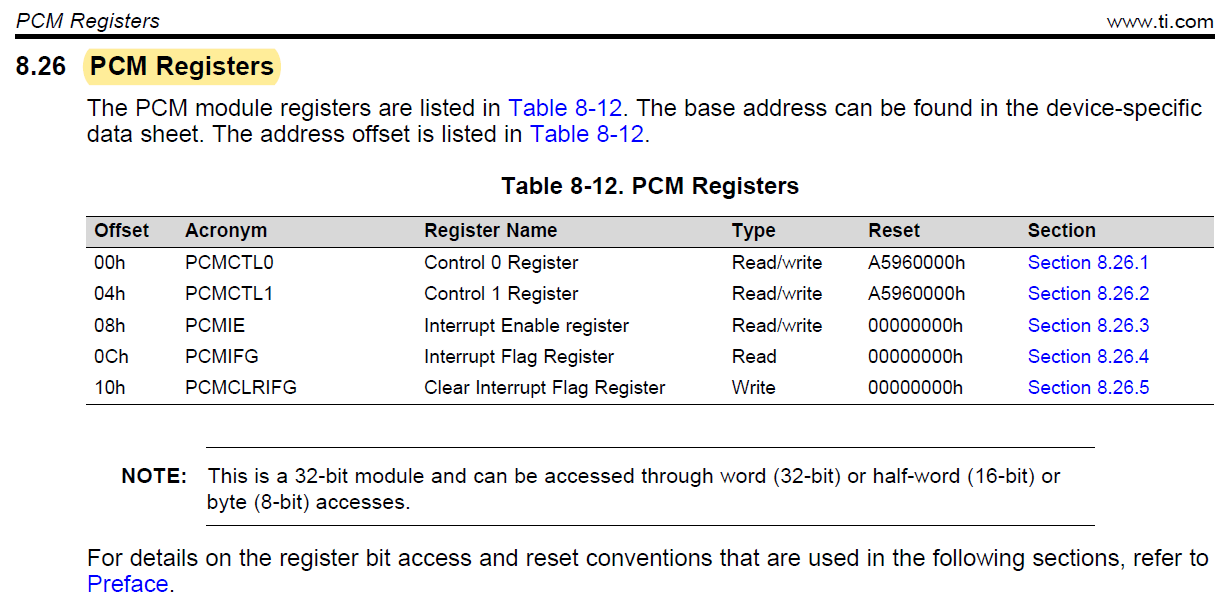 PCM Registers www.ti.com
8.26 PCM Registers
The PCM module registers are listed in Table 8-12. The base address can be found in the device-specific
data sheet. The address offset is listed in Table 8-12.
Table 8-12. PCM Registers
Offset Acronym Register Name Type Reset Section
00h PCMCTL0 Control 0 Register Read/write A5960000h Section 8.26.1
04h PCMCTL1 Control 1 Register Read/write A5960000h Section 8.26.2
08h PCMIE Interrupt Enable register Read/write 00000000h Section 8.26.3
0Ch PCMIFG Interrupt Flag Register Read 00000000h Section 8.26.4
10h PCMCLRIFG Clear Interrupt Flag Register Write 00000000h Section 8.26.5
NOTE: This is a 32-bit module and can be accessed through word (32-bit) or half-word (16-bit) or
byte (8-bit) accesses.
For details on the register bit access and reset conventions that are used in the following sections, refer to
Preface.